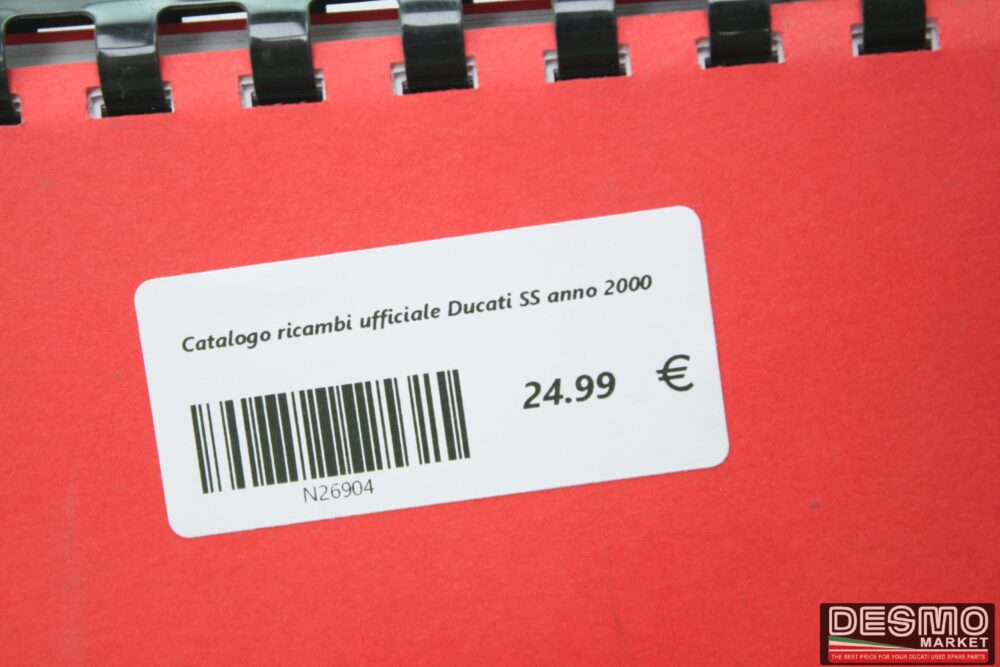 Catalogo ricambi ufficiale Ducati SS anno 2000
24.99 €
N26904
DESMO
MARKET
THE BEST PRICE FOR YOUR DUCATI USED SPARE PARTS